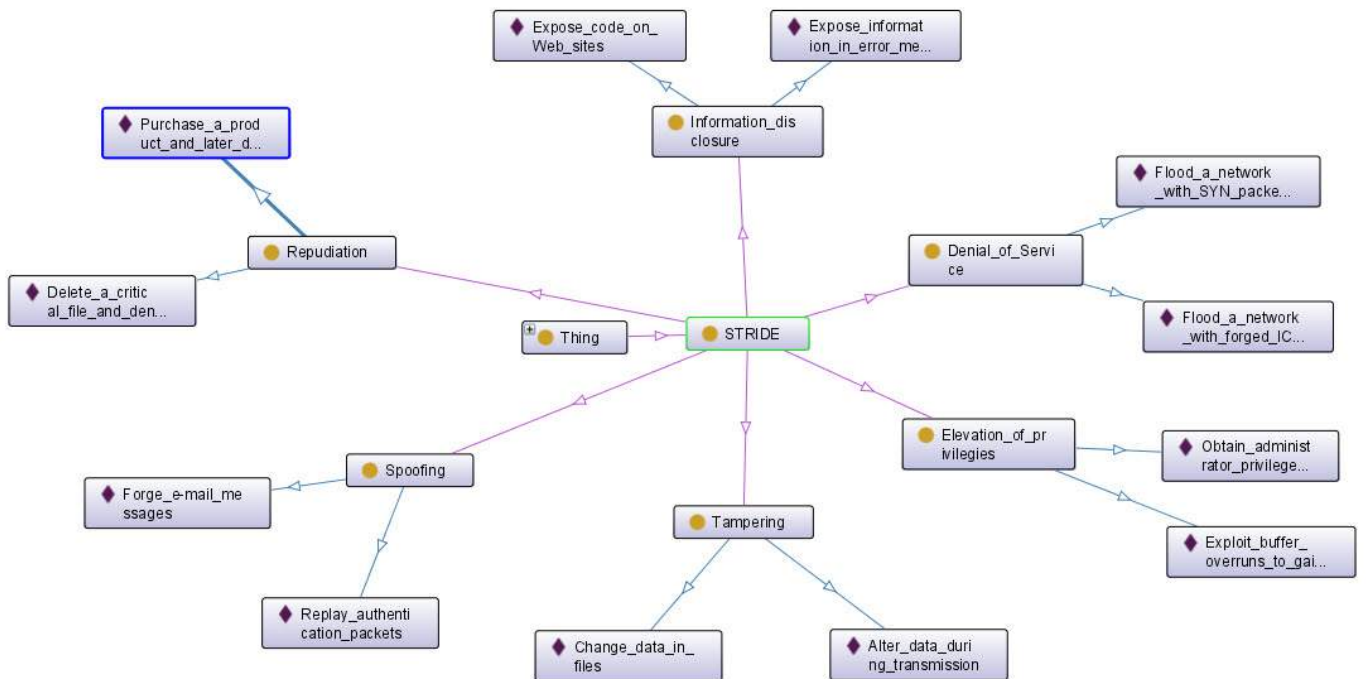 Expose_code_on_
Web_sites
Expose_informat
ion_in_error_me...
Purchase_a_prod
uct_and_later_d...
Information_dis
closure
Flood_a_network
_with_SYN_packe...
Repudiation
Denial_of_Servi
ce
Delete_a_critic
al_file_and_den...
Flood_a_network
_with_forged_IC...
Thing
STRIDE
Elevation_of_pr
ivilegies
Obtain_administ
rator_privilege...
Spoofing
Forge_e-mail_me
ssages
Tampering
Exploit_buffer_
overruns_to_gai...
Replay_authenti
cation_packets
Change_data_in_
files
Alter_data_duri
ng_transmission